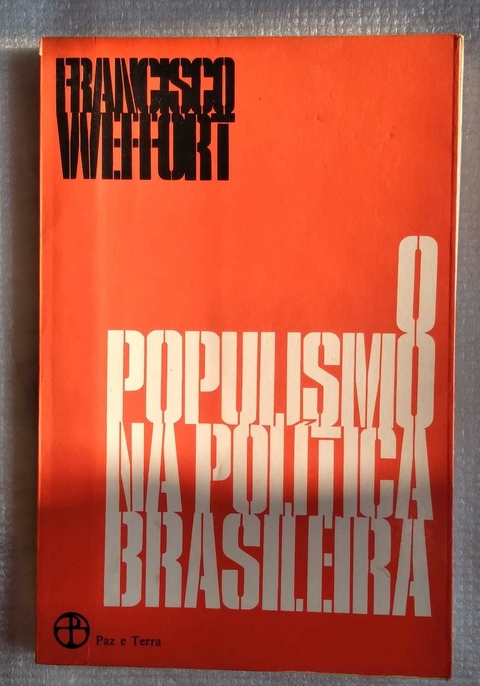 FRANCISCO
WEFFORT
O
POPULISMO
NA POLÍTICA
BRASILEIRA
Paz e Terra